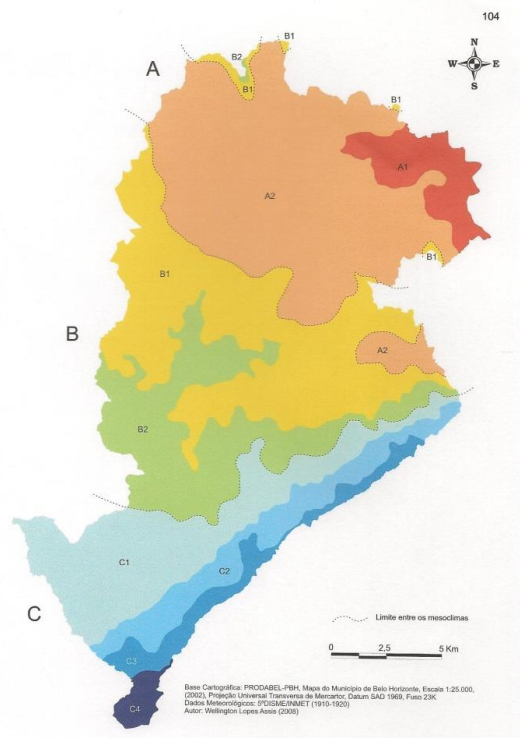 104
N
W E
S
A
B1
B2
B1
B1
A1
A2
B1
B1
B
A2
B2
C1
C2
C
Limite entre os mesoclimas
0 2,5 5 Km
C3
C4
Base Cartográfica: PRODABEL-PBH, Mapa do Município de Belo Horizonte, Escala 1:25.000,
(2002), Projeção Universal Transversa de Mercartor, Datum SAD 1969, Fuso 23K
Dados Meteorológicos: 5ºDISME/INMET (1910-1920)
Autor: Wellington Lopes Assis (2008)